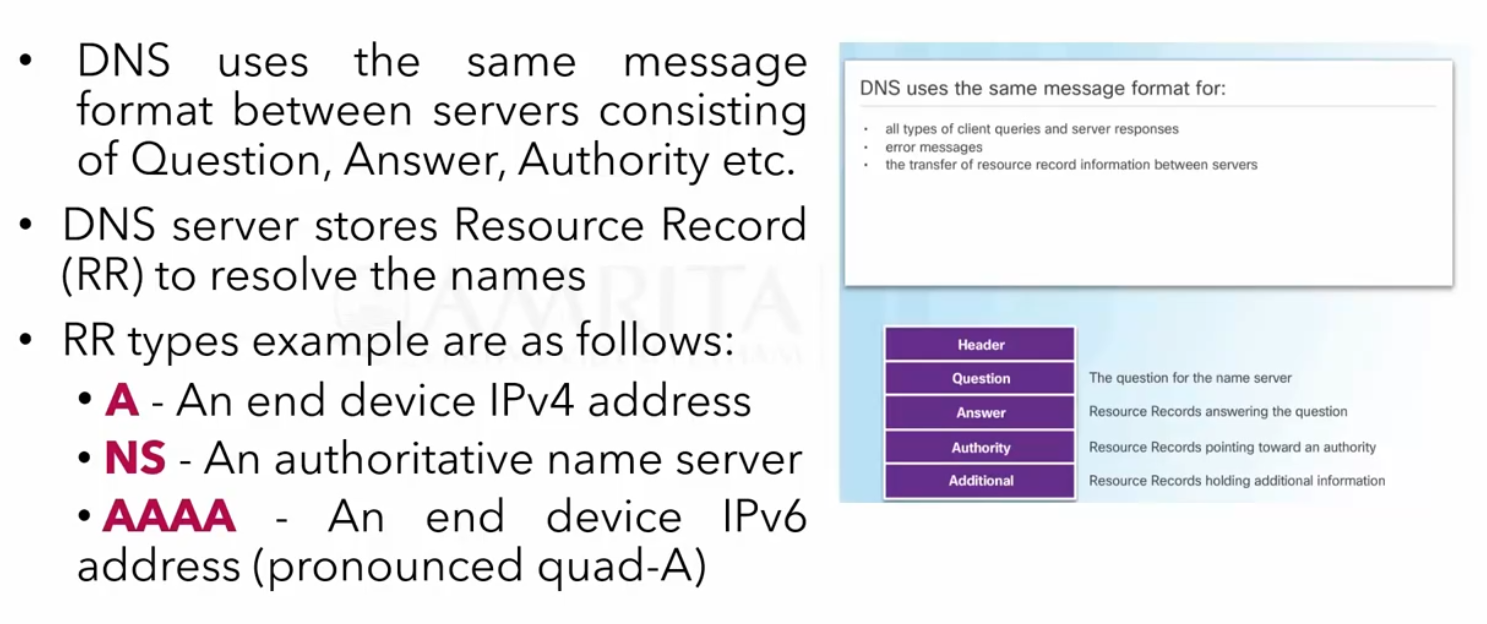 • DNS uses the same message
format between servers consisting
of Question, Answer, Authority etc.
• DNS server stores Resource Record
(RR) to resolve the names
• RR types example are as follows:
• A - An end device IPv4 address
• NS - An authoritative name server
• AAAA - An end device IPv6
address (pronounced quad-A)
DNS uses the same message format for:
• all types of client queries and server responses
• error messages
• the transfer of resource record information between servers
Header
Question The question for the name server
Answer Resource Records answering the question
Authority Resource Records pointing toward an authority
Additional Resource Records holding additional information
AMRITA